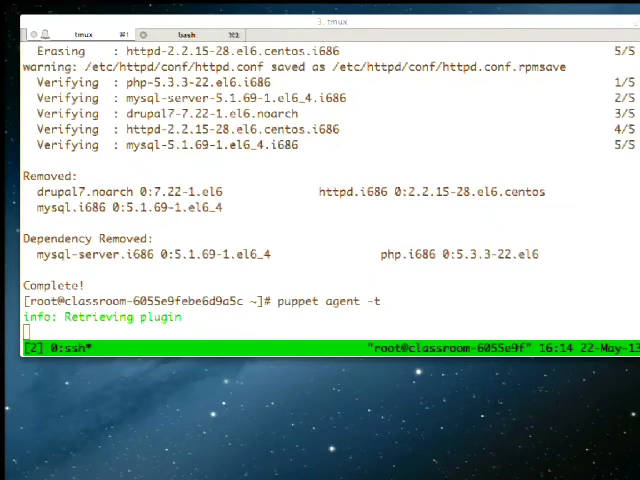 3. tmux
tmux ⌘1 bash ⌘2
Erasing : httpd-2.2.15-28.el6.centos.i686 5/5
warning: /etc/httpd/conf/httpd.conf saved as /etc/httpd/conf/httpd.conf.rpmsave
Verifying : php-5.3.3-22.el6.i686 1/5
Verifying : mysql-server-5.1.69-1.el6_4.i686 2/5
Verifying : drupal7-7.22-1.el6.noarch 3/5
Verifying : httpd-2.2.15-28.el6.centos.i686 4/5
Verifying : mysql-5.1.69-1.el6_4.i686 5/5
Removed:
drupal7.noarch 0:7.22-1.el6 httpd.i686 0:2.2.15-28.el6.centos
mysql.i686 0:5.1.69-1.el6_4
Dependency Removed:
mysql-server.i686 0:5.1.69-1.el6_4 php.i686 0:5.3.3-22.el6
Complete!
[root@classroom-6055e9febe6d9a5c ~]# puppet agent -t
info: Retrieving plugin
[2] 0:ssh* "root@classroom-6055e9f" 16:14 22-May-13